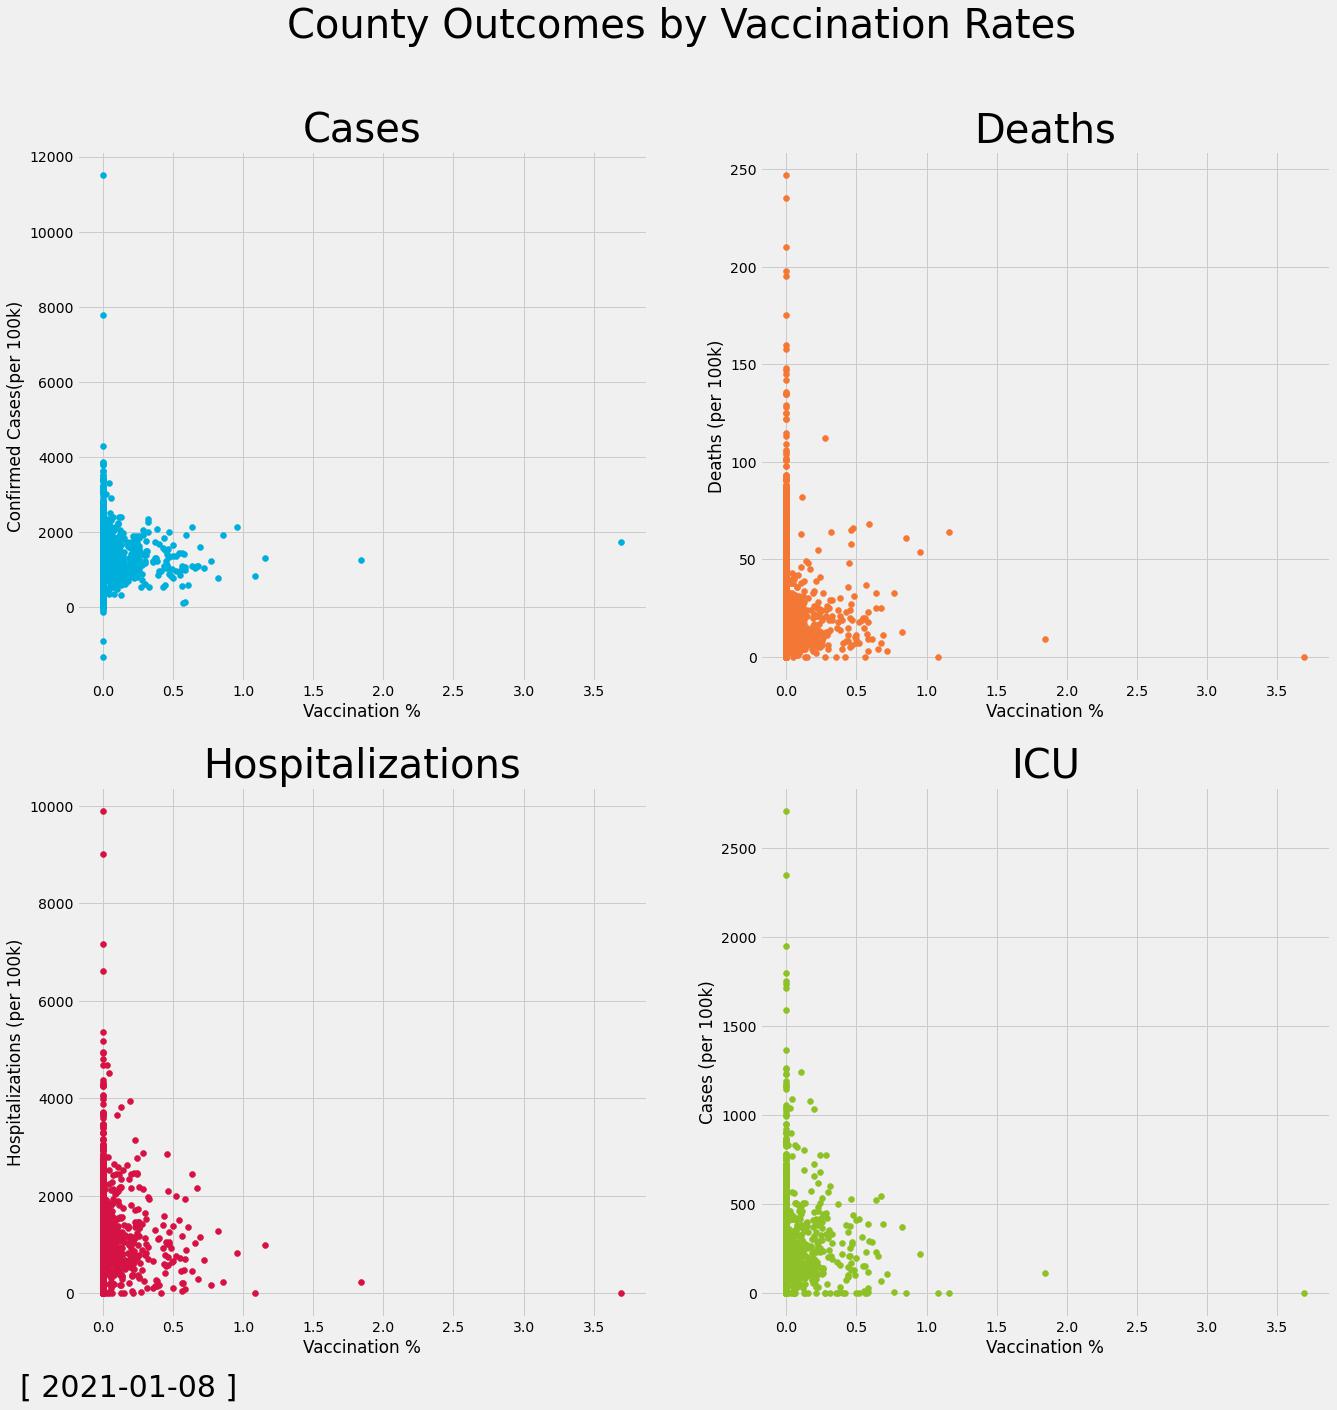 County Outcomes by Vaccination Rates
Cases
Confirmed Cases(per 100k)
12000
10000
8000
6000
4000
2000
0
0.0 0.5 1.0 1.5 2.0 2.5 3.0 3.5
Vaccination %
Deaths
Deaths (per 100k)
250
200
150
100
50
0
0.0 0.5 1.0 1.5 2.0 2.5 3.0 3.5
Vaccination %
Hospitalizations
Hospitalizations (per 100k)
10000
8000
6000
4000
2000
0
0.0 0.5 1.0 1.5 2.0 2.5 3.0 3.5
Vaccination %
ICU
Cases (per 100k)
2500
2000
1500
1000
500
0
0.0 0.5 1.0 1.5 2.0 2.5 3.0 3.5
Vaccination %
[ 2021-01-08 ]